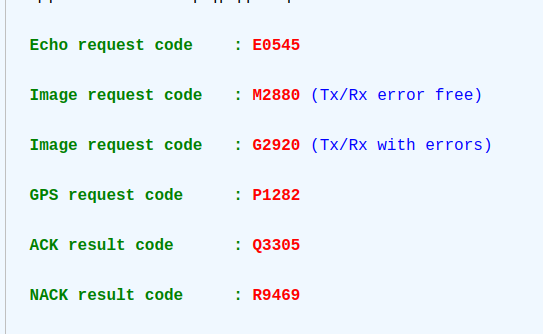 Echo request code : E0545
Image request code : M2880 (Tx/Rx error free)
Image request code : G2920 (Tx/Rx with errors)
GPS request code : P1282
ACK result code : Q3305
NACK result code : R9469